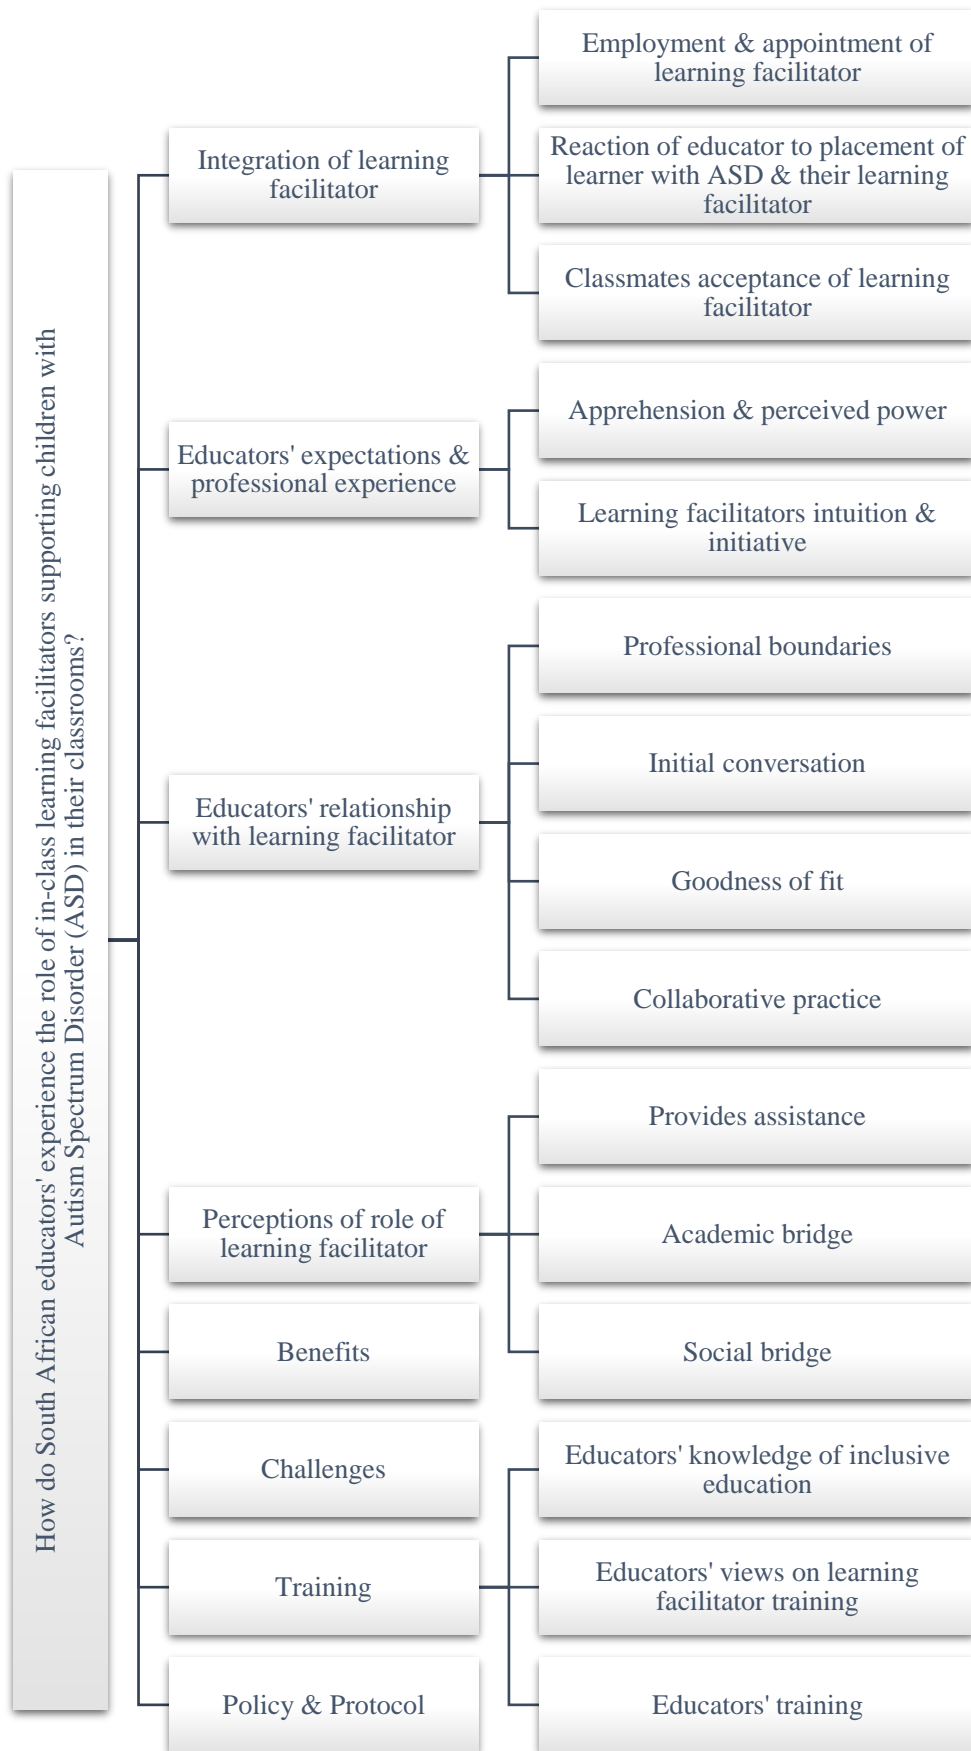 How do South African educators' experience the role of in-class learning facilitators supporting children with
Autism Spectrum Disorder (ASD) in their classrooms?
Integration of learning
facilitator
Employment & appointment of
learning facilitator
Reaction of educator to placement of
learner with ASD & their learning
facilitator
Classmates acceptance of learning
facilitator
Educators' expectations &
professional experience
Apprehension & perceived power
Learning facilitators intuition &
initiative
Educators' relationship
with learning facilitator
Professional boundaries
Initial conversation
Goodness of fit
Collaborative practice
Perceptions of role of
learning facilitator
Provides assistance
Academic bridge
Social bridge
Benefits
Challenges
Training
Educators' knowledge of inclusive
education
Educators' views on learning
facilitator training
Educators' training
Policy & Protocol